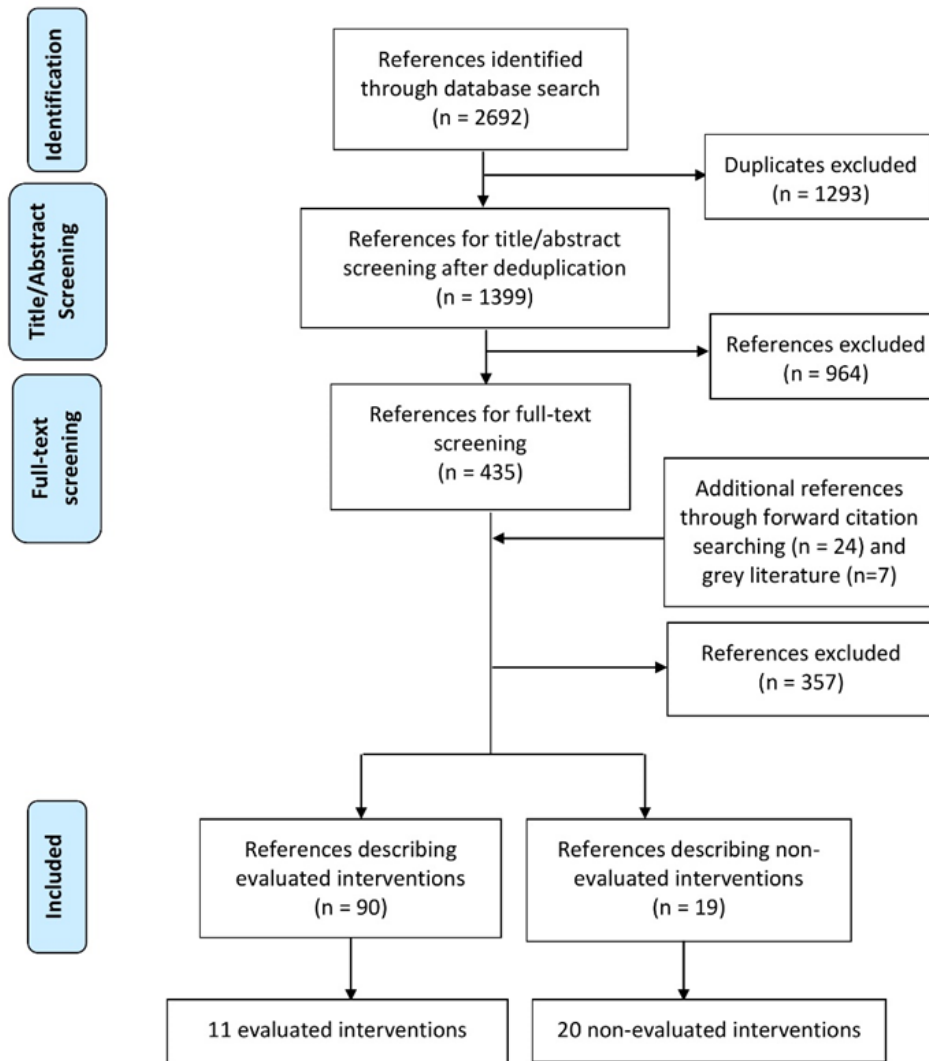 Identification
References identified
through database search
(n = 2692)
Duplicates excluded
(n = 1293)
Title/Abstract
Screening
References for title/abstract
screening after deduplication
(n = 1399)
References excluded
(n = 964)
Full-text
screening
References for full-text
screening
(n = 435)
Additional references
through forward citation
searching (n = 24) and
grey literature (n=7)
References excluded
(n = 357)
Included
References describing
evaluated interventions
(n = 90)
References describing non-
evaluated interventions
(n = 19)
11 evaluated interventions
20 non-evaluated interventions